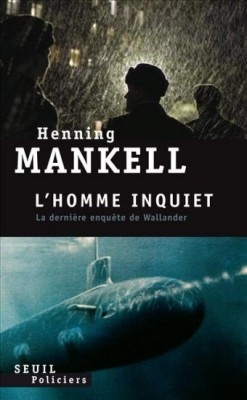 Henning
MANKELL
L'HOMME INQUIET
La dernière enquête de Wallander
SEUIL
Policiers